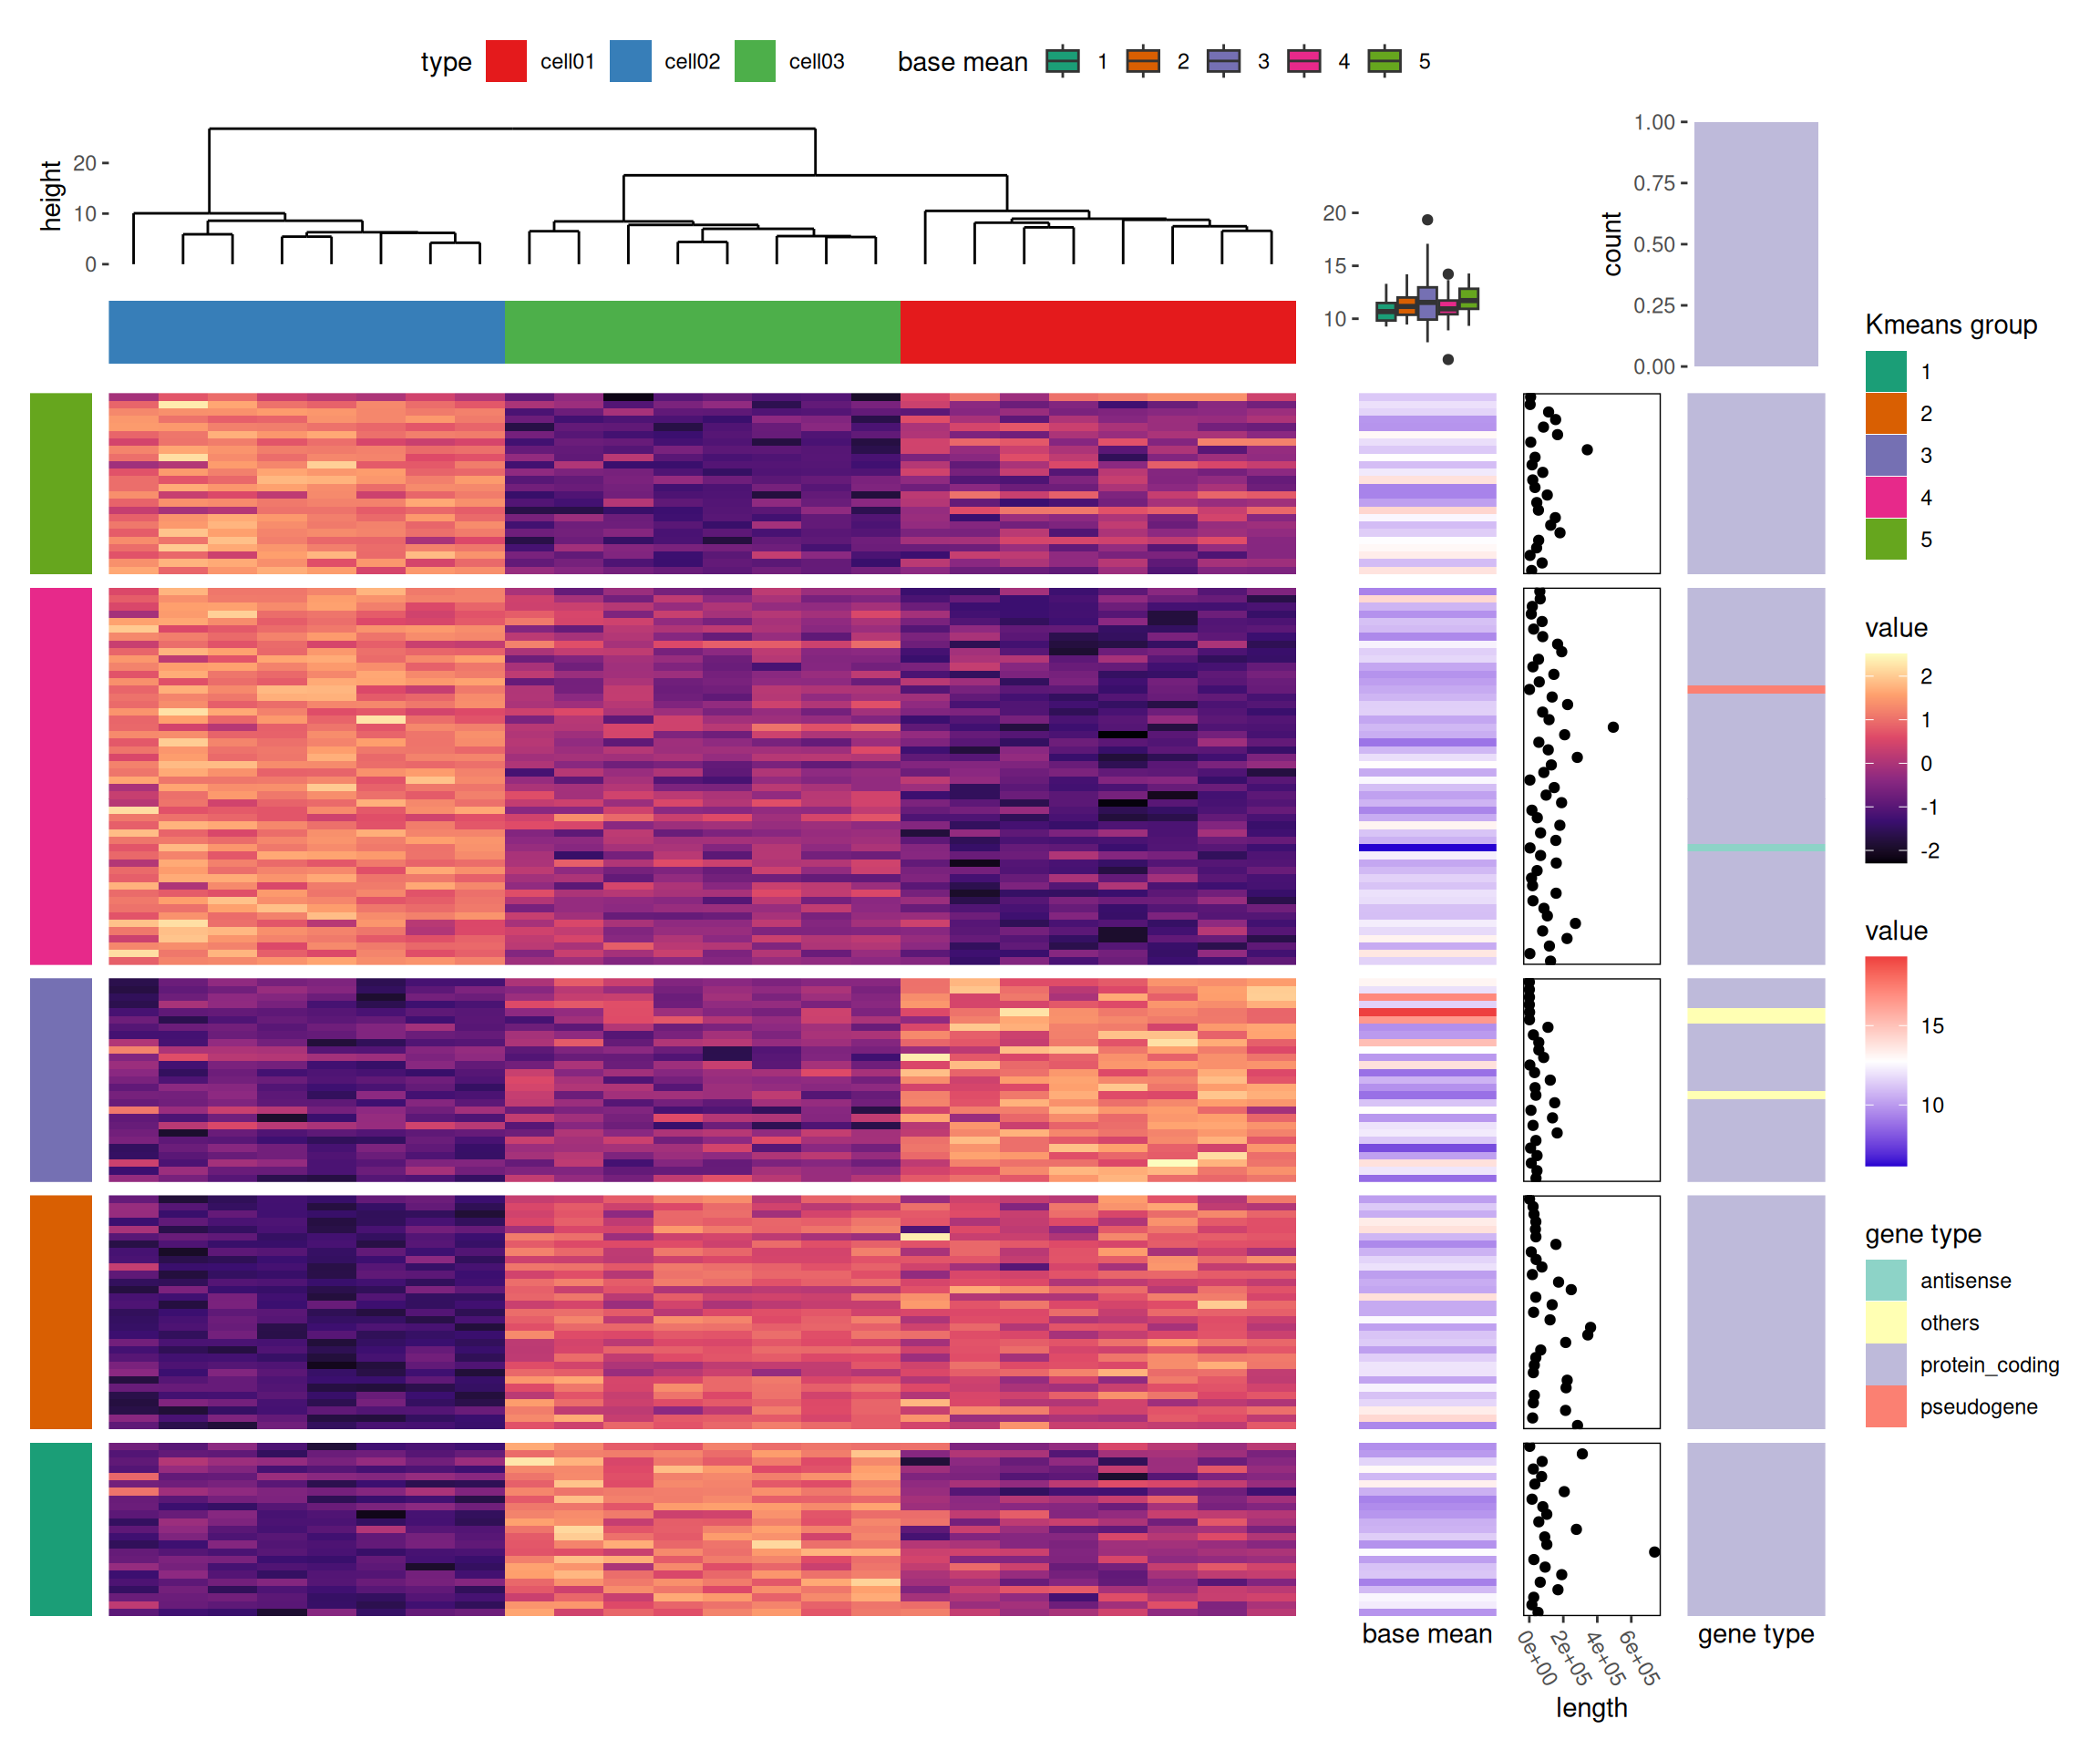 type cell01 cell02 cell03 base mean 1 2 3 4 5
height
20
10
0
20
15
10
count
1.00
0.75
0.50
0.25
0.00
Kmeans group
1
2
3
4
5
value
2
1
0
-1
-2
value
15
10
gene type
antisense
others
protein_coding
pseudogene
base mean
0e+00 2e+05 4e+05 6e+05
length
gene type